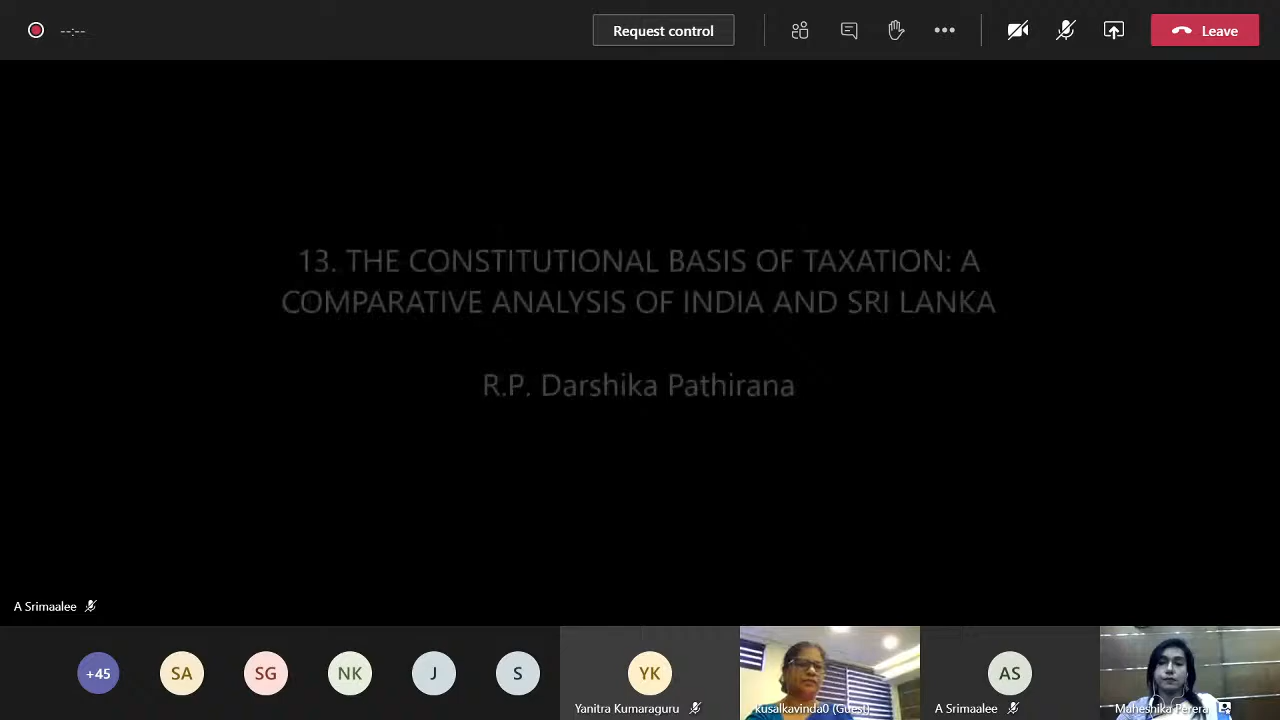 --:--
Request control
Leave
13. THE CONSTITUTIONAL BASIS OF TAXATION: A
COMPARATIVE ANALYSIS OF INDIA AND SRI LANKA
R.P. Darshika Pathirana
A Srimaalee
+45
SA
SG
NK
J
S
YK
AS
Yanitra Kumaraguru
kusalkavinda0 (Guest)
A Srimaalee
Maheshika Perera